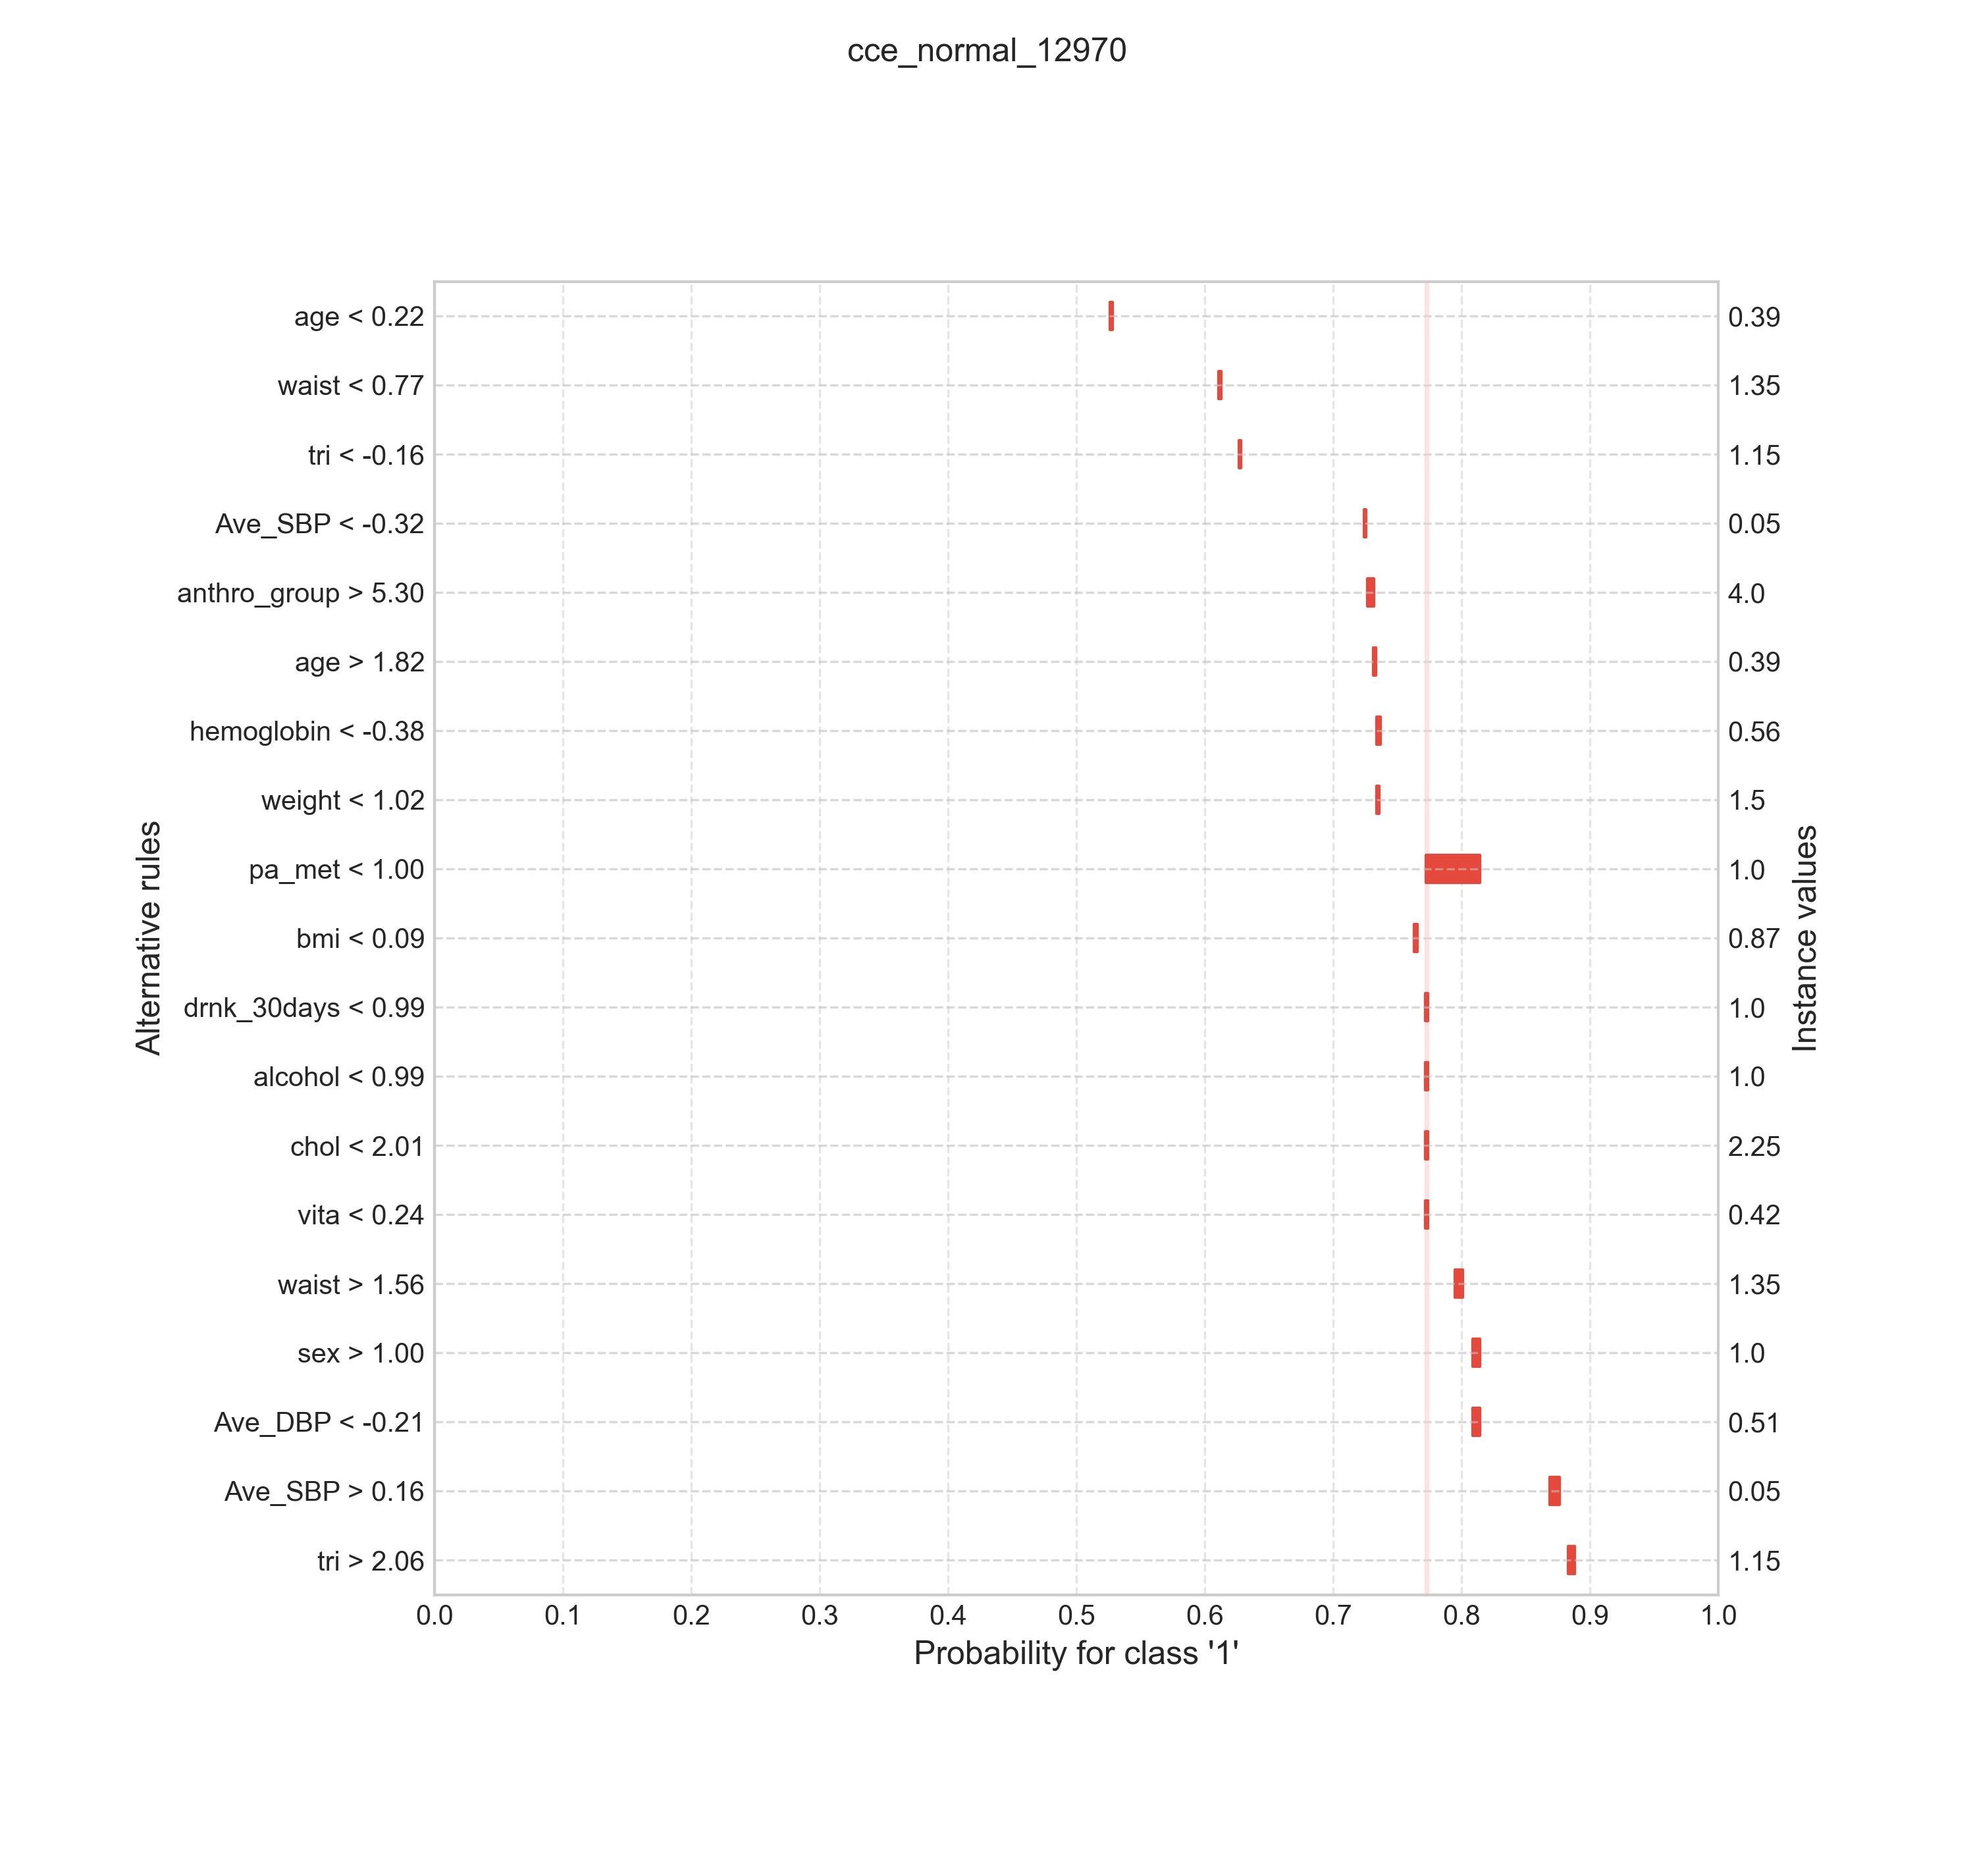 cce_normal_12970
age < 0.22 0.39
waist < 0.77 1.35
tri < -0.16 1.15
Ave_SBP < -0.32 0.05
anthro_group > 5.30 4.0
age > 1.82 0.39
hemoglobin < -0.38 0.56
weight < 1.02 1.5
pa_met < 1.00 1.0
bmi < 0.09 0.87
drnk_30days < 0.99 1.0
alcohol < 0.99 1.0
chol < 2.01 2.25
vita < 0.24 0.42
waist > 1.56 1.35
sex > 1.00 1.0
Ave_DBP < -0.21 0.51
Ave_SBP > 0.16 0.05
tri > 2.06 1.15
Alternative rules
Instance values
0.0 0.1 0.2 0.3 0.4 0.5 0.6 0.7 0.8 0.9 1.0
Probability for class '1'